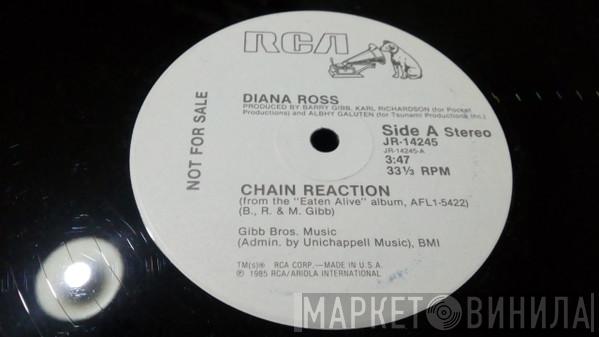 RCA
NOT FOR SALE
DIANA ROSS
PRODUCED BY BARRY GIBB, KARL RICHARDSON (for Pocket
Productions) and ALBHY GALUTEN (for Tsunami Productions Inc.)
Side A Stereo
JR-14245
JR-14245-A
3:47
33⅓ RPM
CHAIN REACTION
(from the "Eaten Alive" album, AFL1-5422)
(B., R. & M. Gibb)
Gibb Bros. Music
(Admin. by Unichappell Music), BMI
TM(s)® RCA CORP.—MADE IN U.S.A.
℗ 1985 RCA/ARIOLA INTERNATIONAL
МАРКЕТ ВИНИЛА